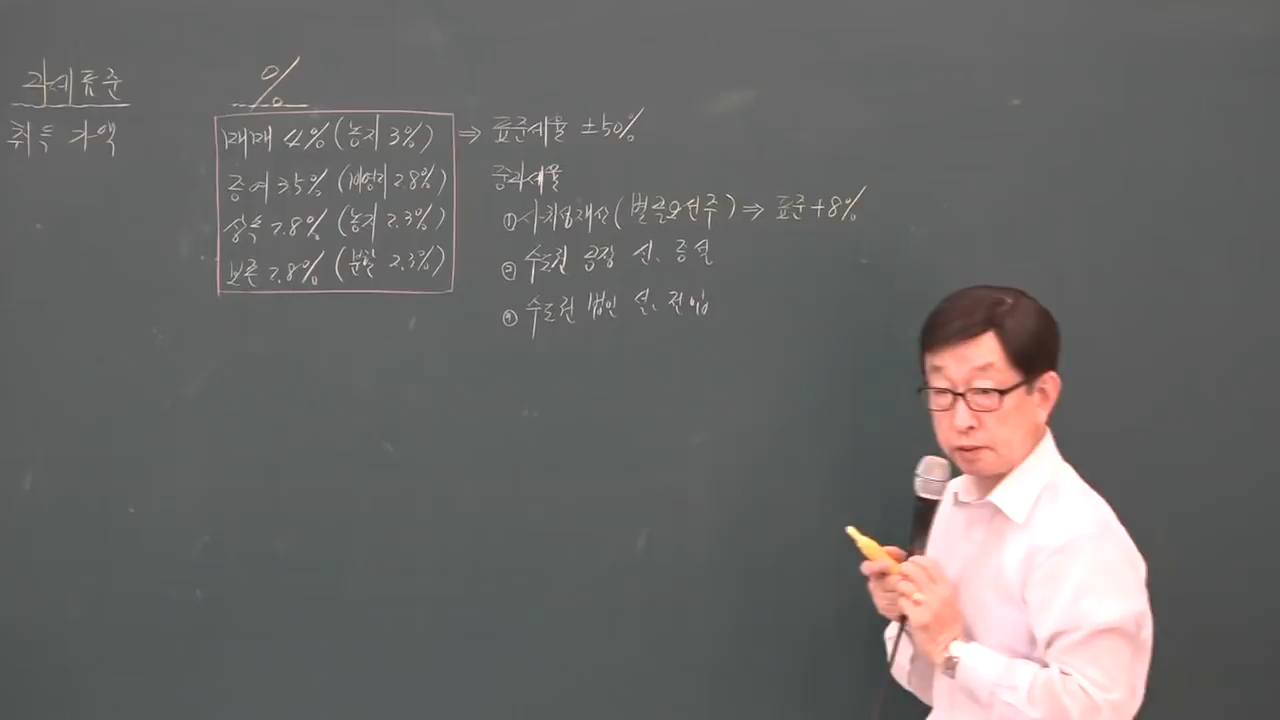 과세표준
취득가액
%
매매 4% (농지 3%) ⇒ 표준세율 ±50%
증여 3.5% (비영리 2.8%)
상속 2.8% (농지 2.3%)
보존 2.8% (분할 2.3%)
중과세율
① 사치성재산 (별골오선주) ⇒ 표준+8%
② 수도권 공장 신, 증설
③ 수도권 법인 설, 전입